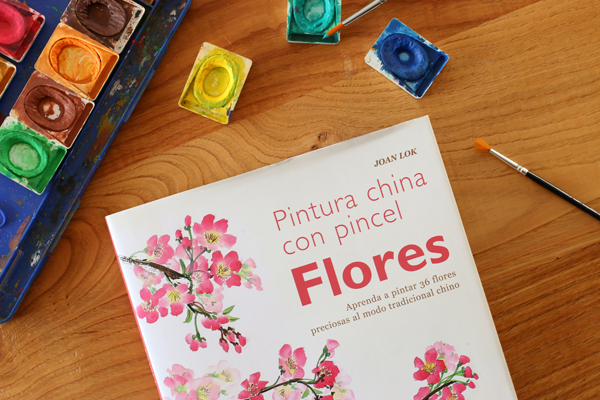 JOAN LOK
Pintura china
con pincel
Flores
Aprenda a pintar 36 flores
preciosas al modo tradicional chino